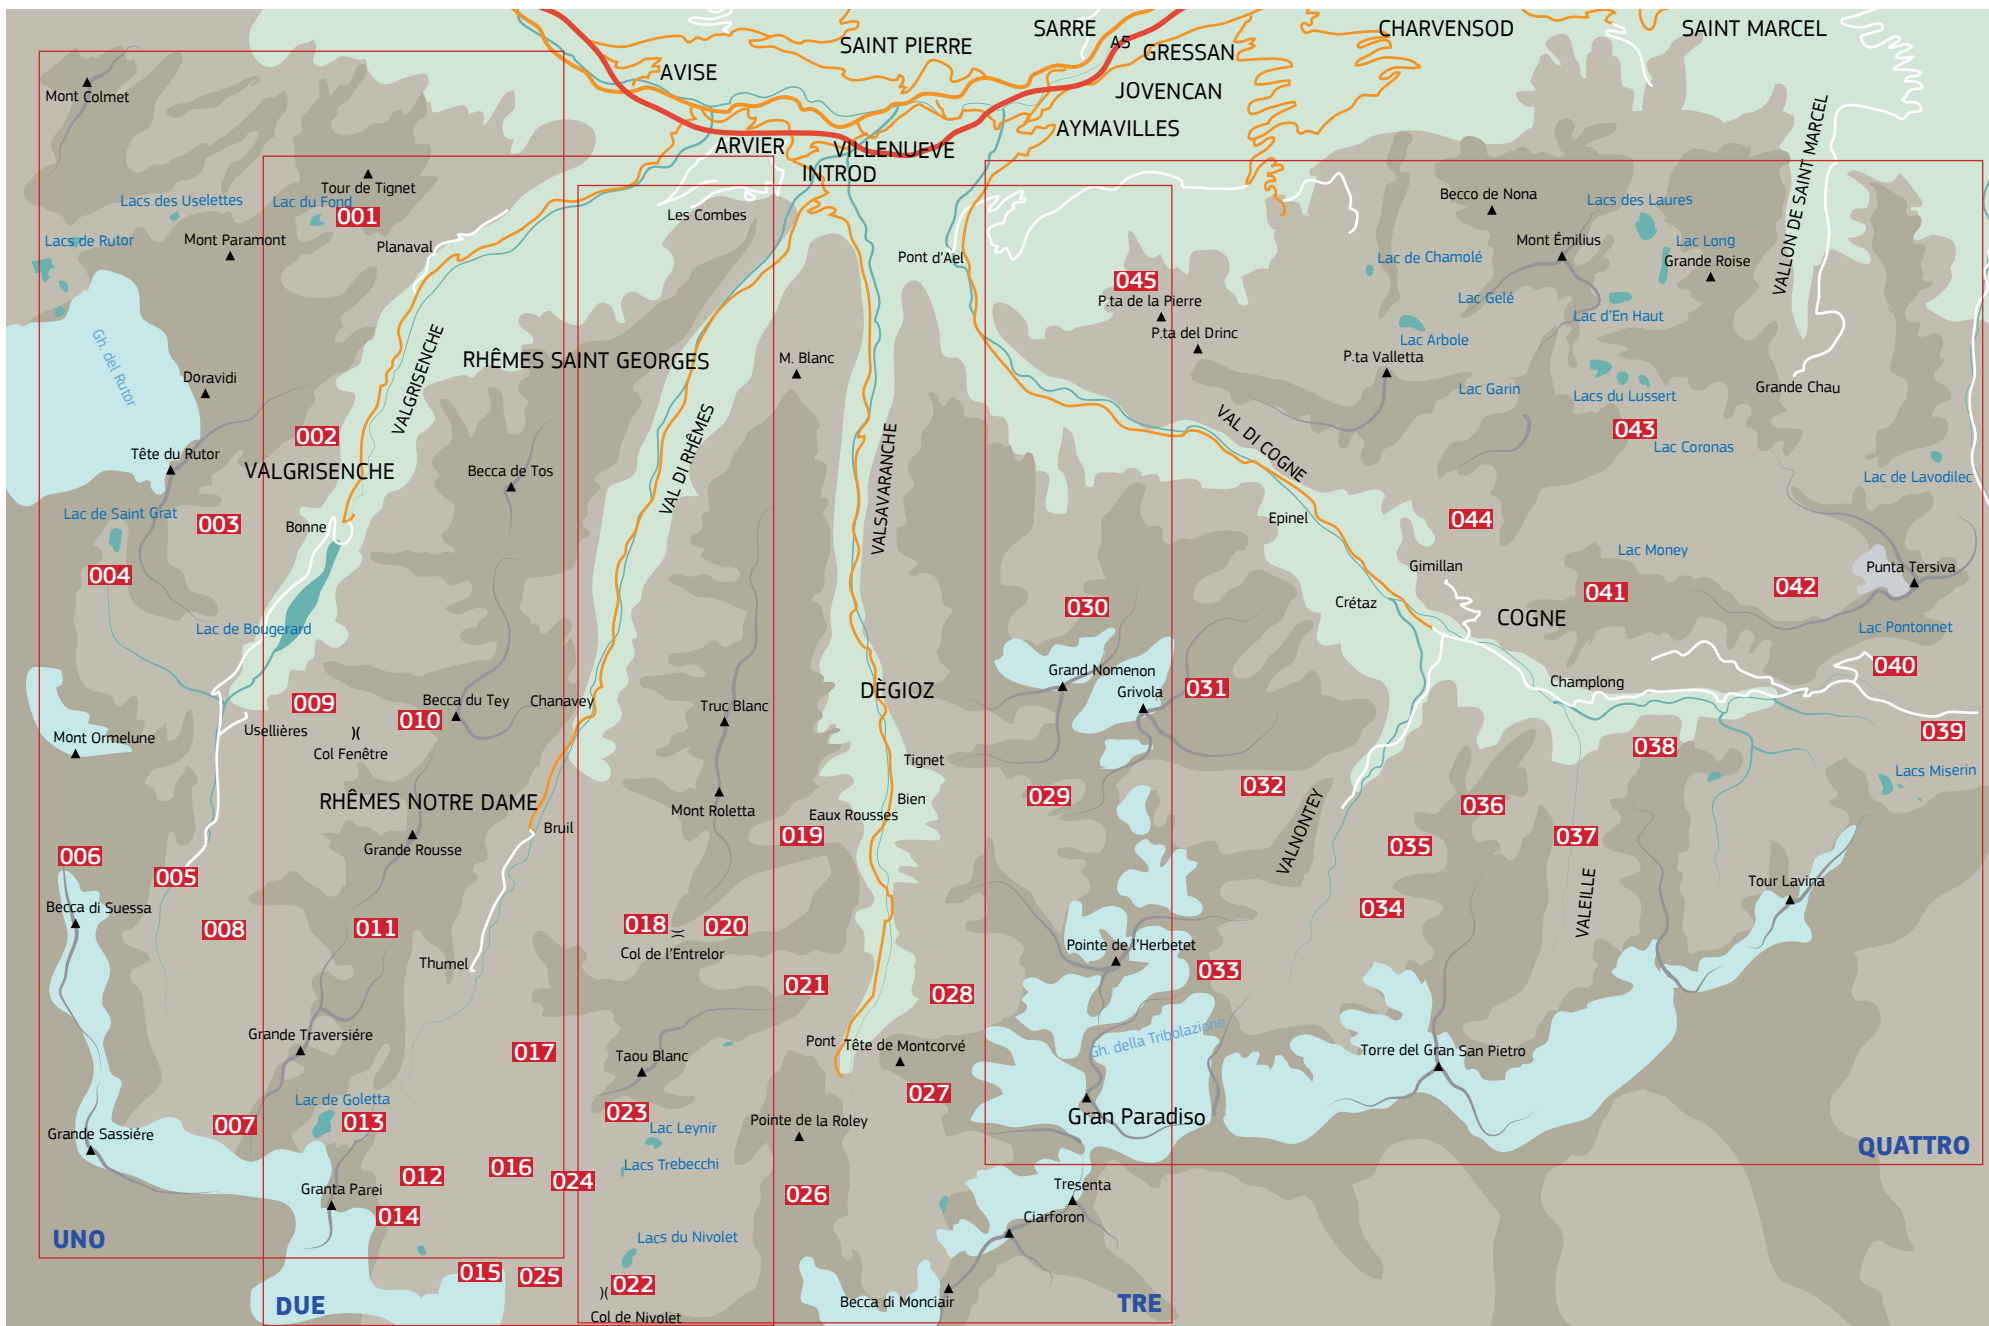 SARRE
CHARVENSOD
SAINT MARCEL
SAINT PIERRE
A5
GRESSAN
AVISE
JOVENCAN
Mont Colmet
AYMAVILLES
ARVIER
VILLENUEVE
INTROD
VALLON DE SAINT MARCEL
Tour de Tignet
Lacs des Uselettes
Lac du Fond
001
Les Combes
Becco de Nona
Lacs des Laures
Lacs de Rutor
Mont Paramont
Planaval
Pont d'Ael
Lac de Chamolé
Mont Émilius
Lac Long
Grande Roise
045
P.ta de la Pierre
Lac Gelé
Lac d'En Haut
P.ta del Drinc
Lac Arbole
Gh. del Rutor
VALGRISENCHE
RHÊMES SAINT GEORGES
M. Blanc
P.ta Valletta
Doravidi
Lac Garin
Lacs du Lussert
Grande Chau
002
VAL DI RHÊMES
VALSAVARANCHE
VAL DI COGNE
043
Lac Coronas
Tête du Rutor
VALGRISENCHE
Becca de Tos
Lac de Lavodilec
Lac de Saint Grat
003
Bonne
Epinel
044
Lac Money
004
Gimillan
Punta Tersiva
030
Crétaz
041
042
Lac de Bougerard
COGNE
Lac Pontonnet
040
Grand Nomenon
Grivola
031
Champlong
DÈGIOZ
009
010
Becca du Tey
Chanavey
Truc Blanc
Usellières
Col Fenêtre
Mont Ormelune
039
038
Tignet
Lacs Miserin
032
029
Bien
RHÊMES NOTRE DAME
Mont Roletta
Eaux Rousses
036
VALNONTEY
Bruil
019
037
006
Grande Rousse
035
005
Tour Lavina
VALEILLE
Becca di Suessa
034
008
011
018
020
Col de l'Entrelor
Pointe de l'Herbetet
Thumel
033
021
028
Grande Traversiére
Gh. della Tribolazione
Pont
Tête de Montcorvé
017
Taou Blanc
Torre del Gran San Pietro
027
Lac de Goletta
023
007
013
Lac Leynir
Pointe de la Roley
Gran Paradiso
Grande Sassiére
QUATTRO
Lacs Trebecchi
016
012
024
Granta Parei
026
Tresenta
014
Ciarforon
UNO
Lacs du Nivolet
015
025
022
DUE
Becca di Monciair
TRE
Col de Nivolet